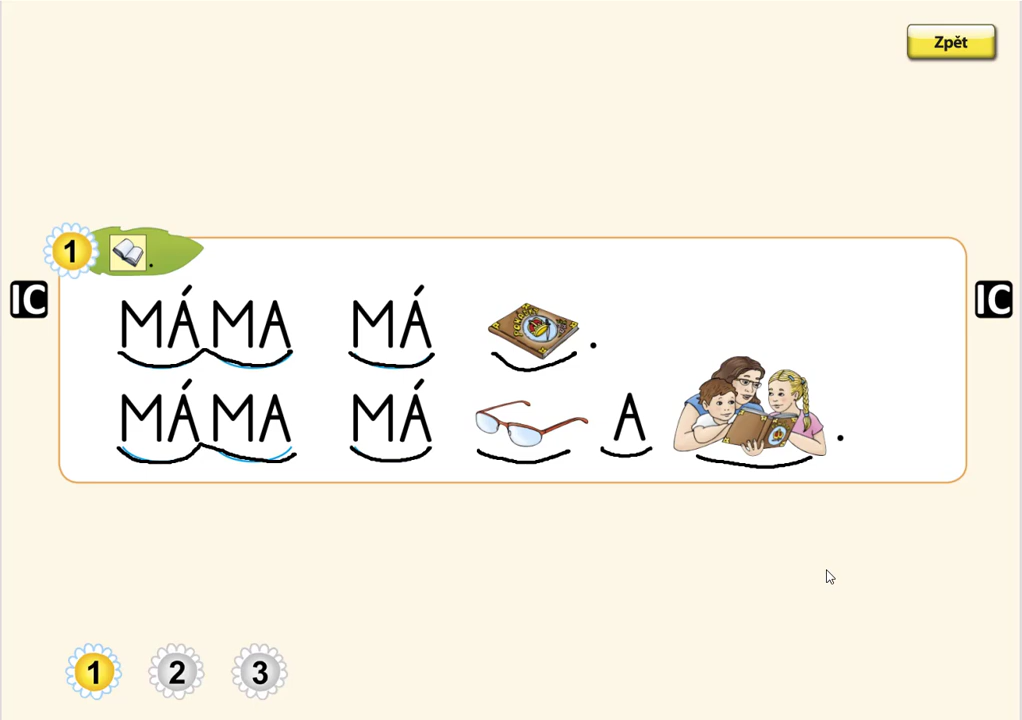 Zpět
1 .
IC
IC
MÁMA MÁ .
MÁMA MÁ A .
1 2 3